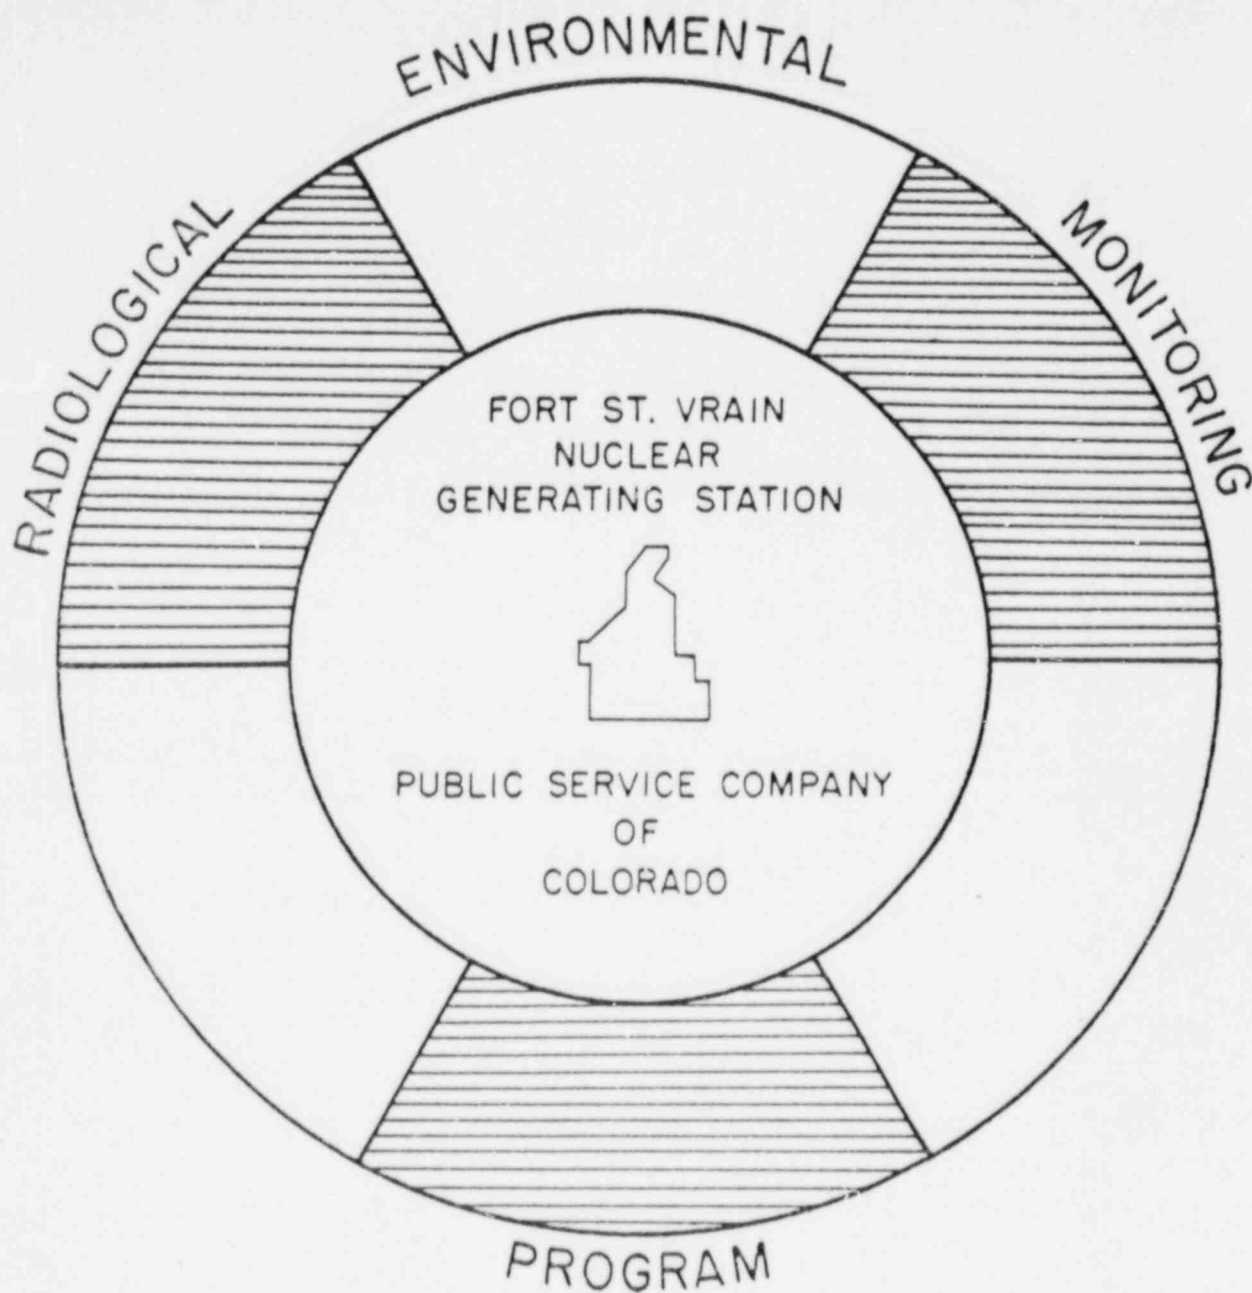 RADIOLOGICAL
ENVIRONMENTAL
MONITORING
PROGRAM
FORT ST. VRAIN
NUCLEAR
GENERATING STATION
PUBLIC SERVICE COMPANY
OF
COLORADO